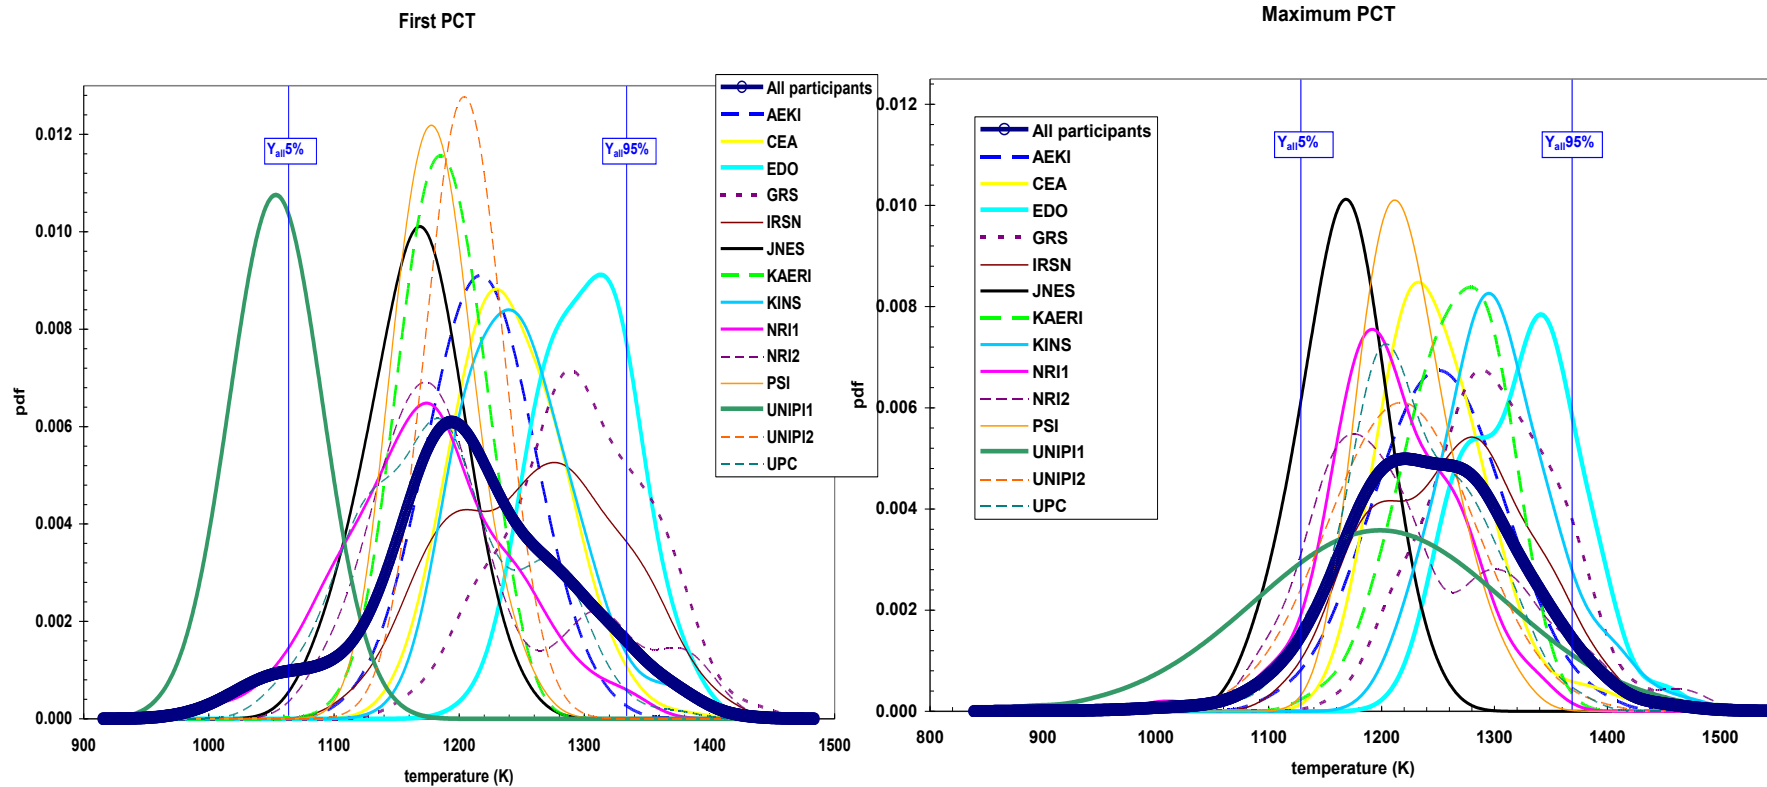 First PCT
Maximum PCT
All participants
AEKI
CEA
EDO
GRS
IRSN
JNES
KAERI
KINS
NRI1
NRI2
PSI
UNIPI1
UNIPI2
UPC
Yall5%
Yall95%
0.012
0.010
0.008
0.006
0.004
0.002
0.000
pdf
900 1000 1100 1200 1300 1400 1500
temperature (K)
All participants
AEKI
CEA
EDO
GRS
IRSN
JNES
KAERI
KINS
NRI1
NRI2
PSI
UNIPI1
UNIPI2
UPC
Yall5%
Yall95%
0.012
0.010
0.008
0.006
0.004
0.002
0.000
pdf
800 900 1000 1100 1200 1300 1400 1500
temperature (K)